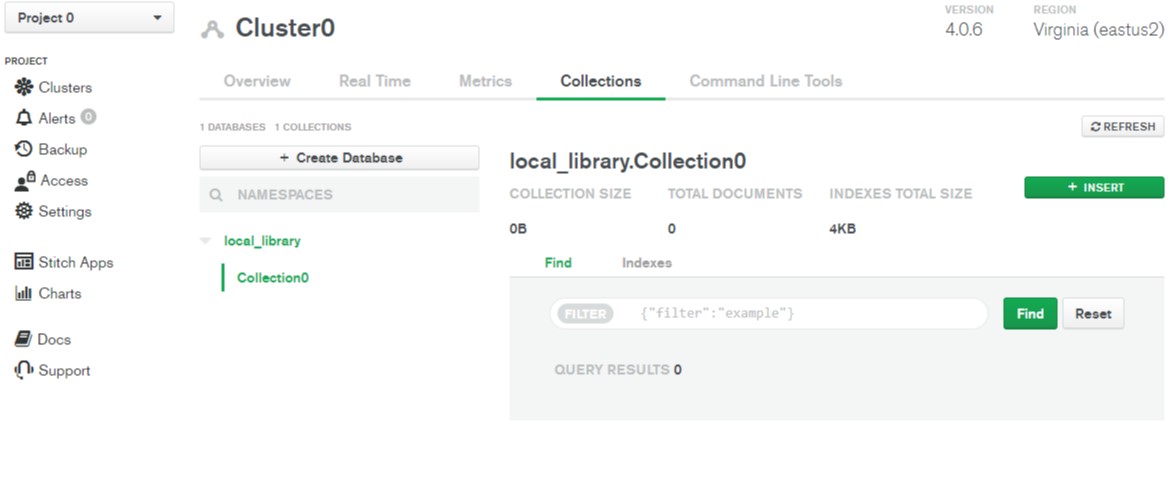 Project 0
PROJECT
Clusters
Alerts 0
Backup
Access
Settings
Stitch Apps
Charts
Docs
Support
Cluster0
VERSION
4.0.6
REGION
Virginia (eastus2)
Overview Real Time Metrics Collections Command Line Tools
1 DATABASES 1 COLLECTIONS
REFRESH
+ Create Database
NAMESPACES
local_library
Collection0
local_library.Collection0
COLLECTION SIZE TOTAL DOCUMENTS INDEXES TOTAL SIZE
+ INSERT
0B 0 4KB
Find Indexes
FILTER {"filter":"example"}
Find Reset
QUERY RESULTS 0